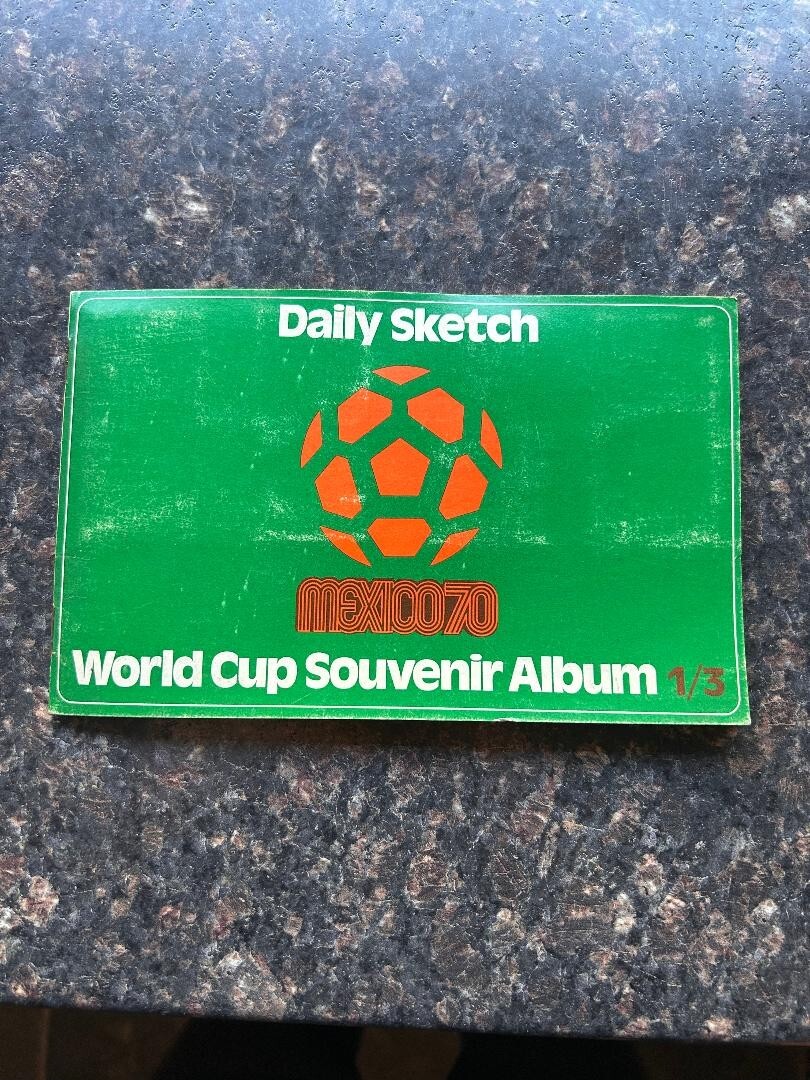 Daily Sketch
MEXICO70
World Cup Souvenir Album 1/3